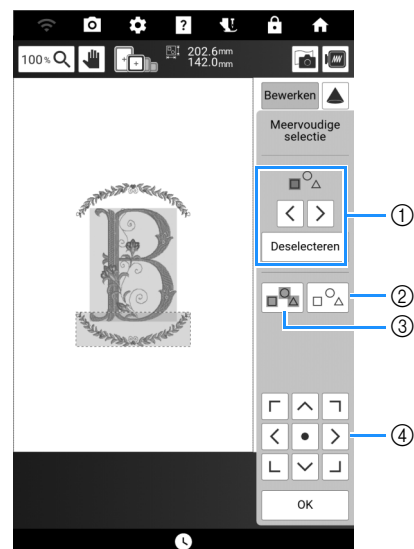 ?
100 %
202.6mm
142.0mm
Bewerken
Meervoudige
selectie
①
Deselecteren
②
③
④
OK
B